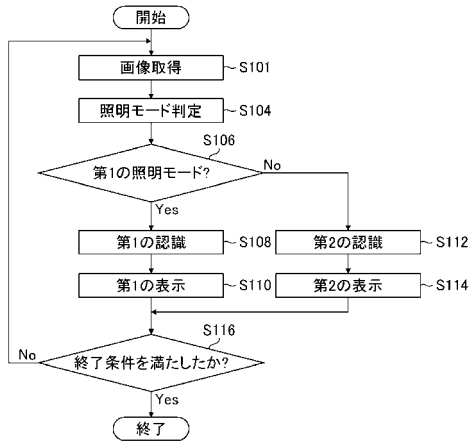 開始
画像取得
S101
照明モード判定
S104
S106
第1の照明モード?
No
Yes
第1の認識
S108
第2の認識
S112
第1の表示
S110
第2の表示
S114
S116
No
終了条件を満たしたか?
Yes
終了